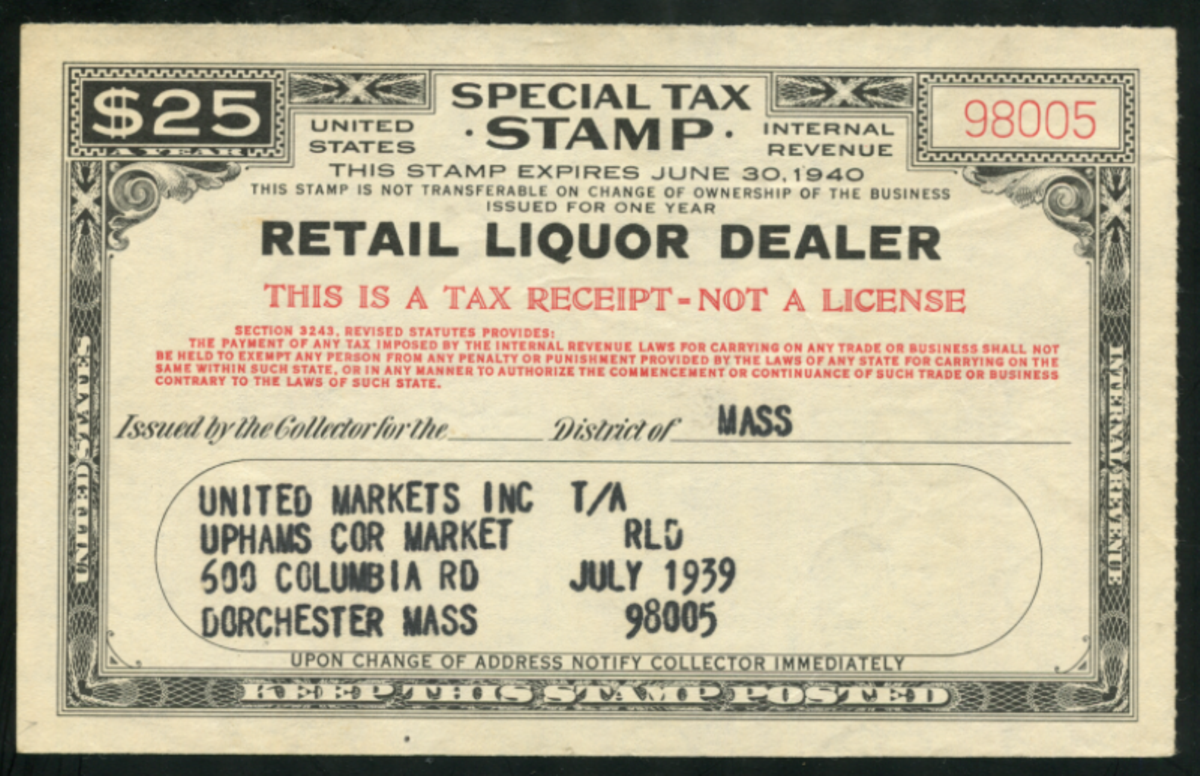 $25
A YEAR
UNITED STATES
SPECIAL TAX
· STAMP ·
INTERNAL REVENUE
98005
THIS STAMP EXPIRES JUNE 30, 1940
THIS STAMP IS NOT TRANSFERABLE ON CHANGE OF OWNERSHIP OF THE BUSINESS
ISSUED FOR ONE YEAR
RETAIL LIQUOR DEALER
THIS IS A TAX RECEIPT - NOT A LICENSE
SECTION 3243, REVISED STATUTES PROVIDES:
THE PAYMENT OF ANY TAX IMPOSED BY THE INTERNAL REVENUE LAWS FOR CARRYING ON ANY TRADE OR BUSINESS SHALL NOT
BE HELD TO EXEMPT ANY PERSON FROM ANY PENALTY OR PUNISHMENT PROVIDED BY THE LAWS OF ANY STATE FOR CARRYING ON THE
SAME WITHIN SUCH STATE, OR IN ANY MANNER TO AUTHORIZE THE COMMENCEMENT OR CONTINUANCE OF SUCH TRADE OR BUSINESS
CONTRARY TO THE LAWS OF SUCH STATE.
Issued by the Collector for the District of MASS
UNITED MARKETS INC T/A
UPHAMS COR MARKET RLD
600 COLUMBIA RD JULY 1939
DORCHESTER MASS 98005
UPON CHANGE OF ADDRESS NOTIFY COLLECTOR IMMEDIATELY
KEEP THIS STAMP POSTED
UNITED STATES
INTERNAL REVENUE